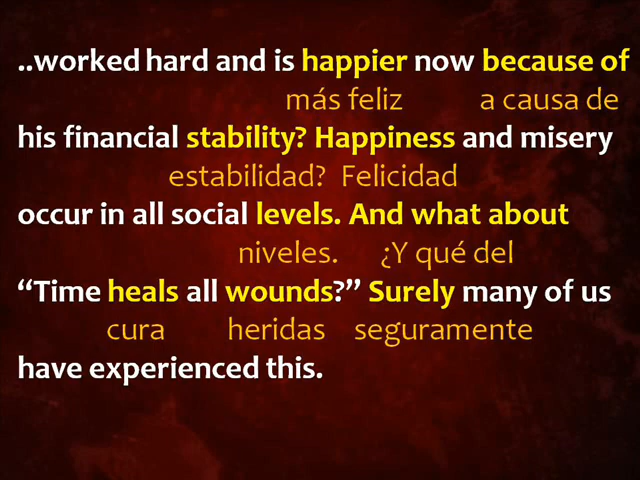 ..worked hard and is happier now because of
más feliz a causa de
his financial stability? Happiness and misery
estabilidad? Felicidad
occur in all social levels. And what about
niveles. ¿Y qué del
“Time heals all wounds?” Surely many of us
cura heridas seguramente
have experienced this.